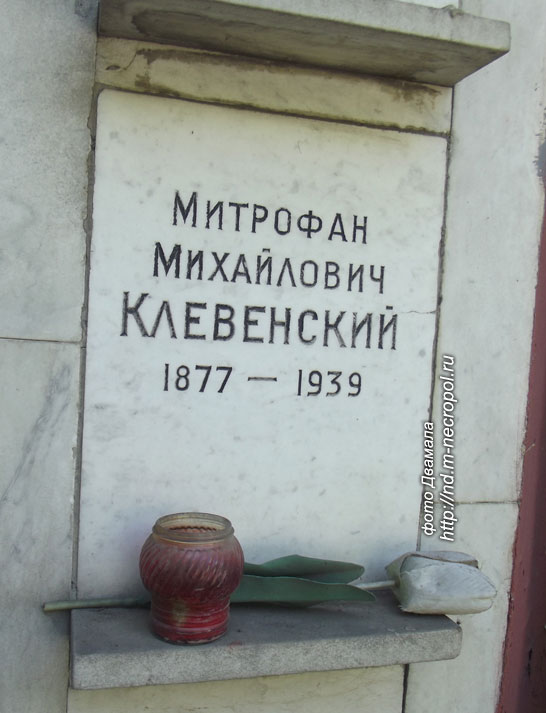 Митрофан
Михайлович
Клевенский
1877 — 1939
фото Двамала
http://nd.m-necropol.ru